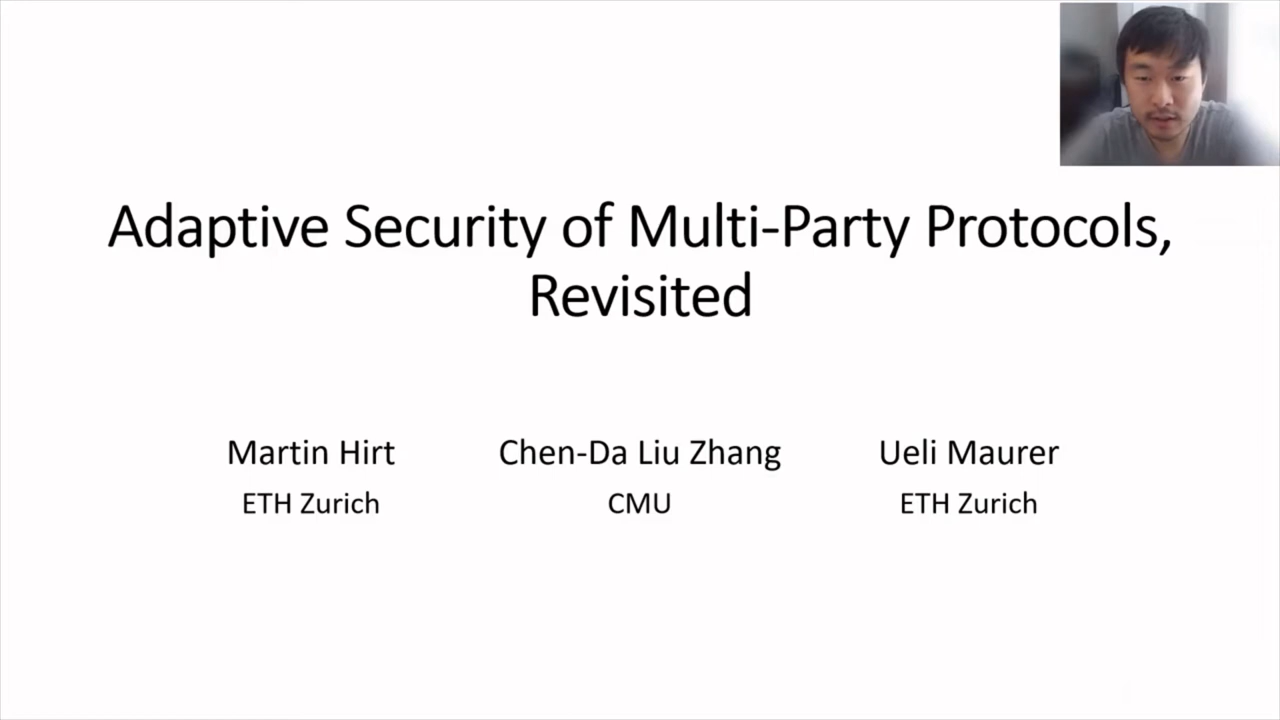 Adaptive Security of Multi-Party Protocols,
Revisited
Martin Hirt
Chen-Da Liu Zhang
Ueli Maurer
ETH Zurich
CMU
ETH Zurich